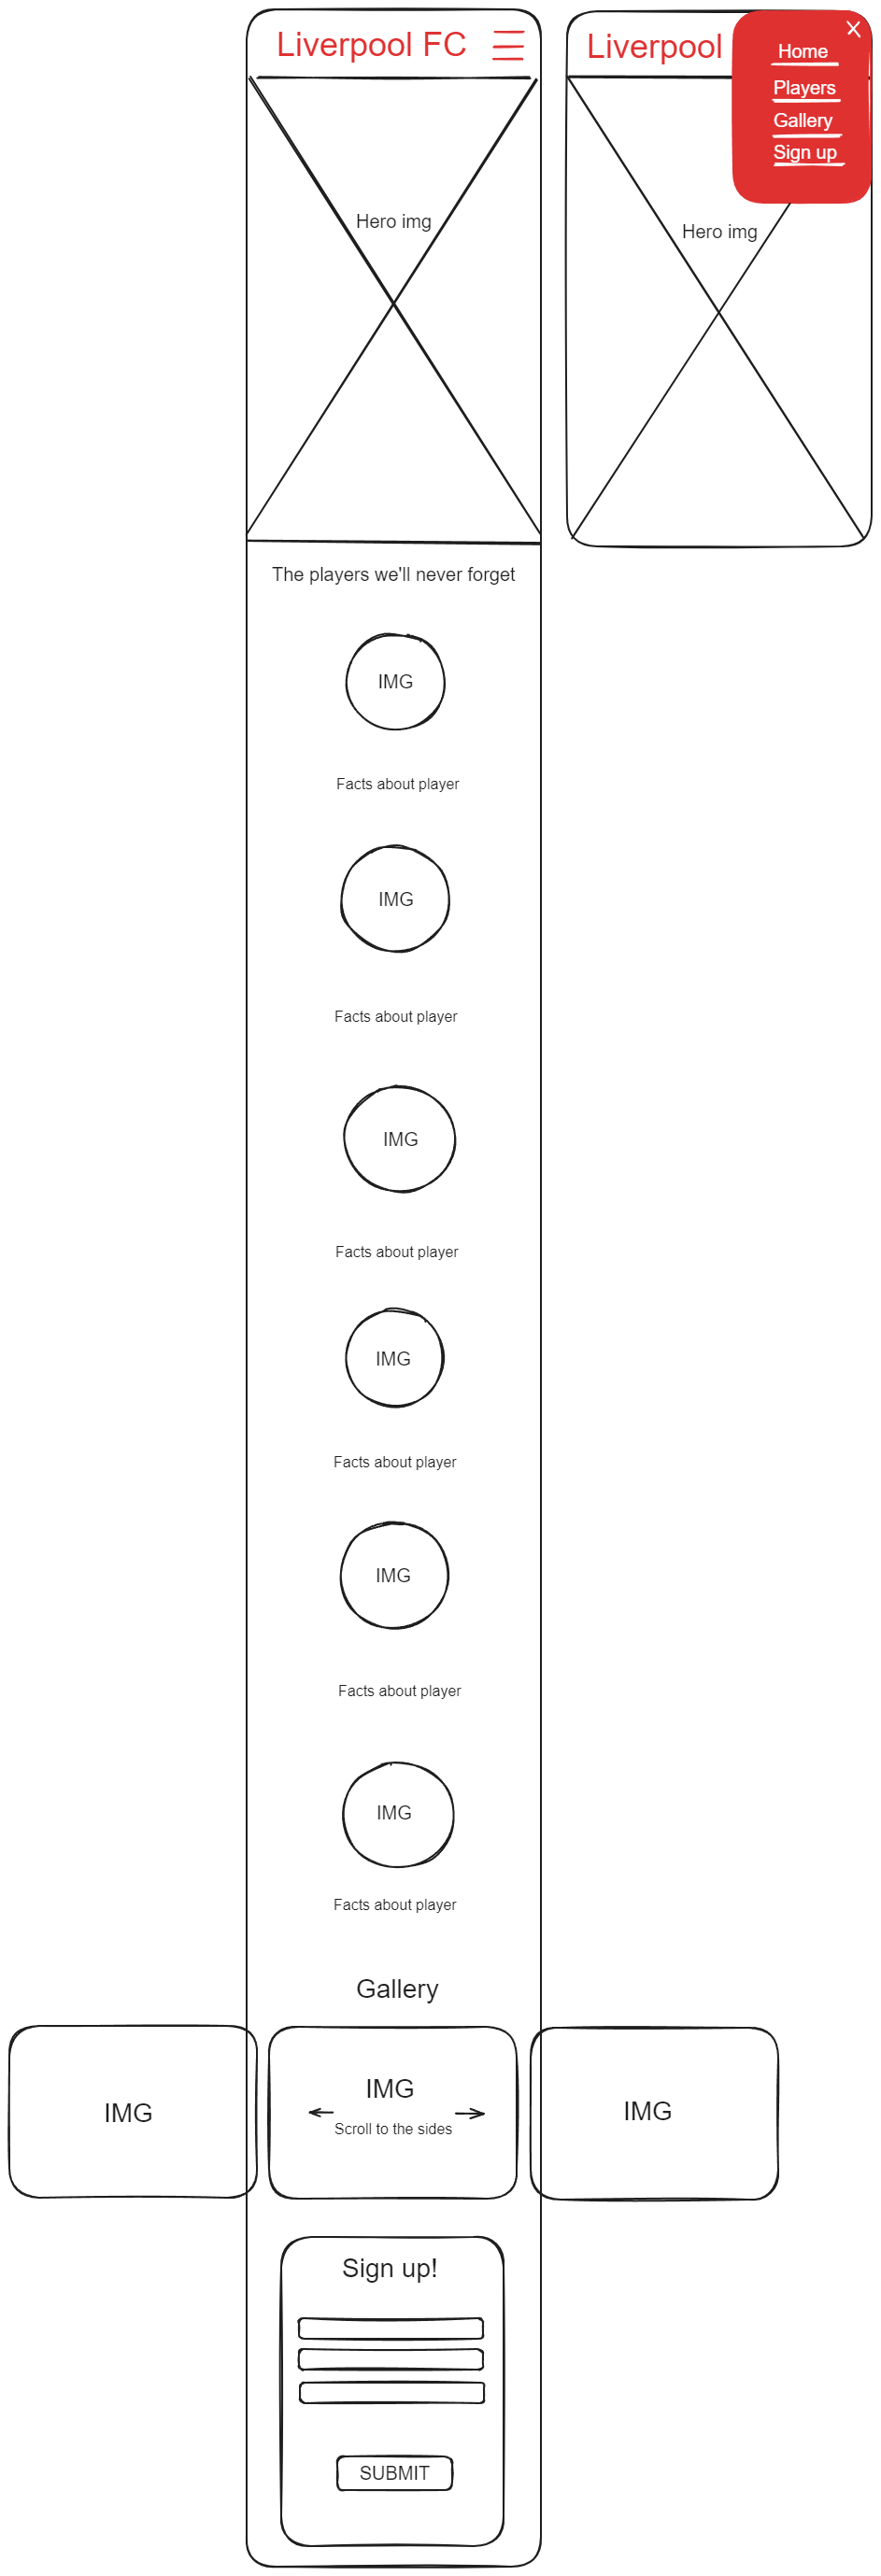 Liverpool FC
Hero img
The players we'll never forget
IMG
Facts about player
IMG
Facts about player
IMG
Facts about player
IMG
Facts about player
IMG
Facts about player
IMG
Facts about player
Gallery
IMG
IMG
Scroll to the sides
IMG
Sign up!
SUBMIT
Liverpool
Home
Players
Gallery
Sign up
Hero img